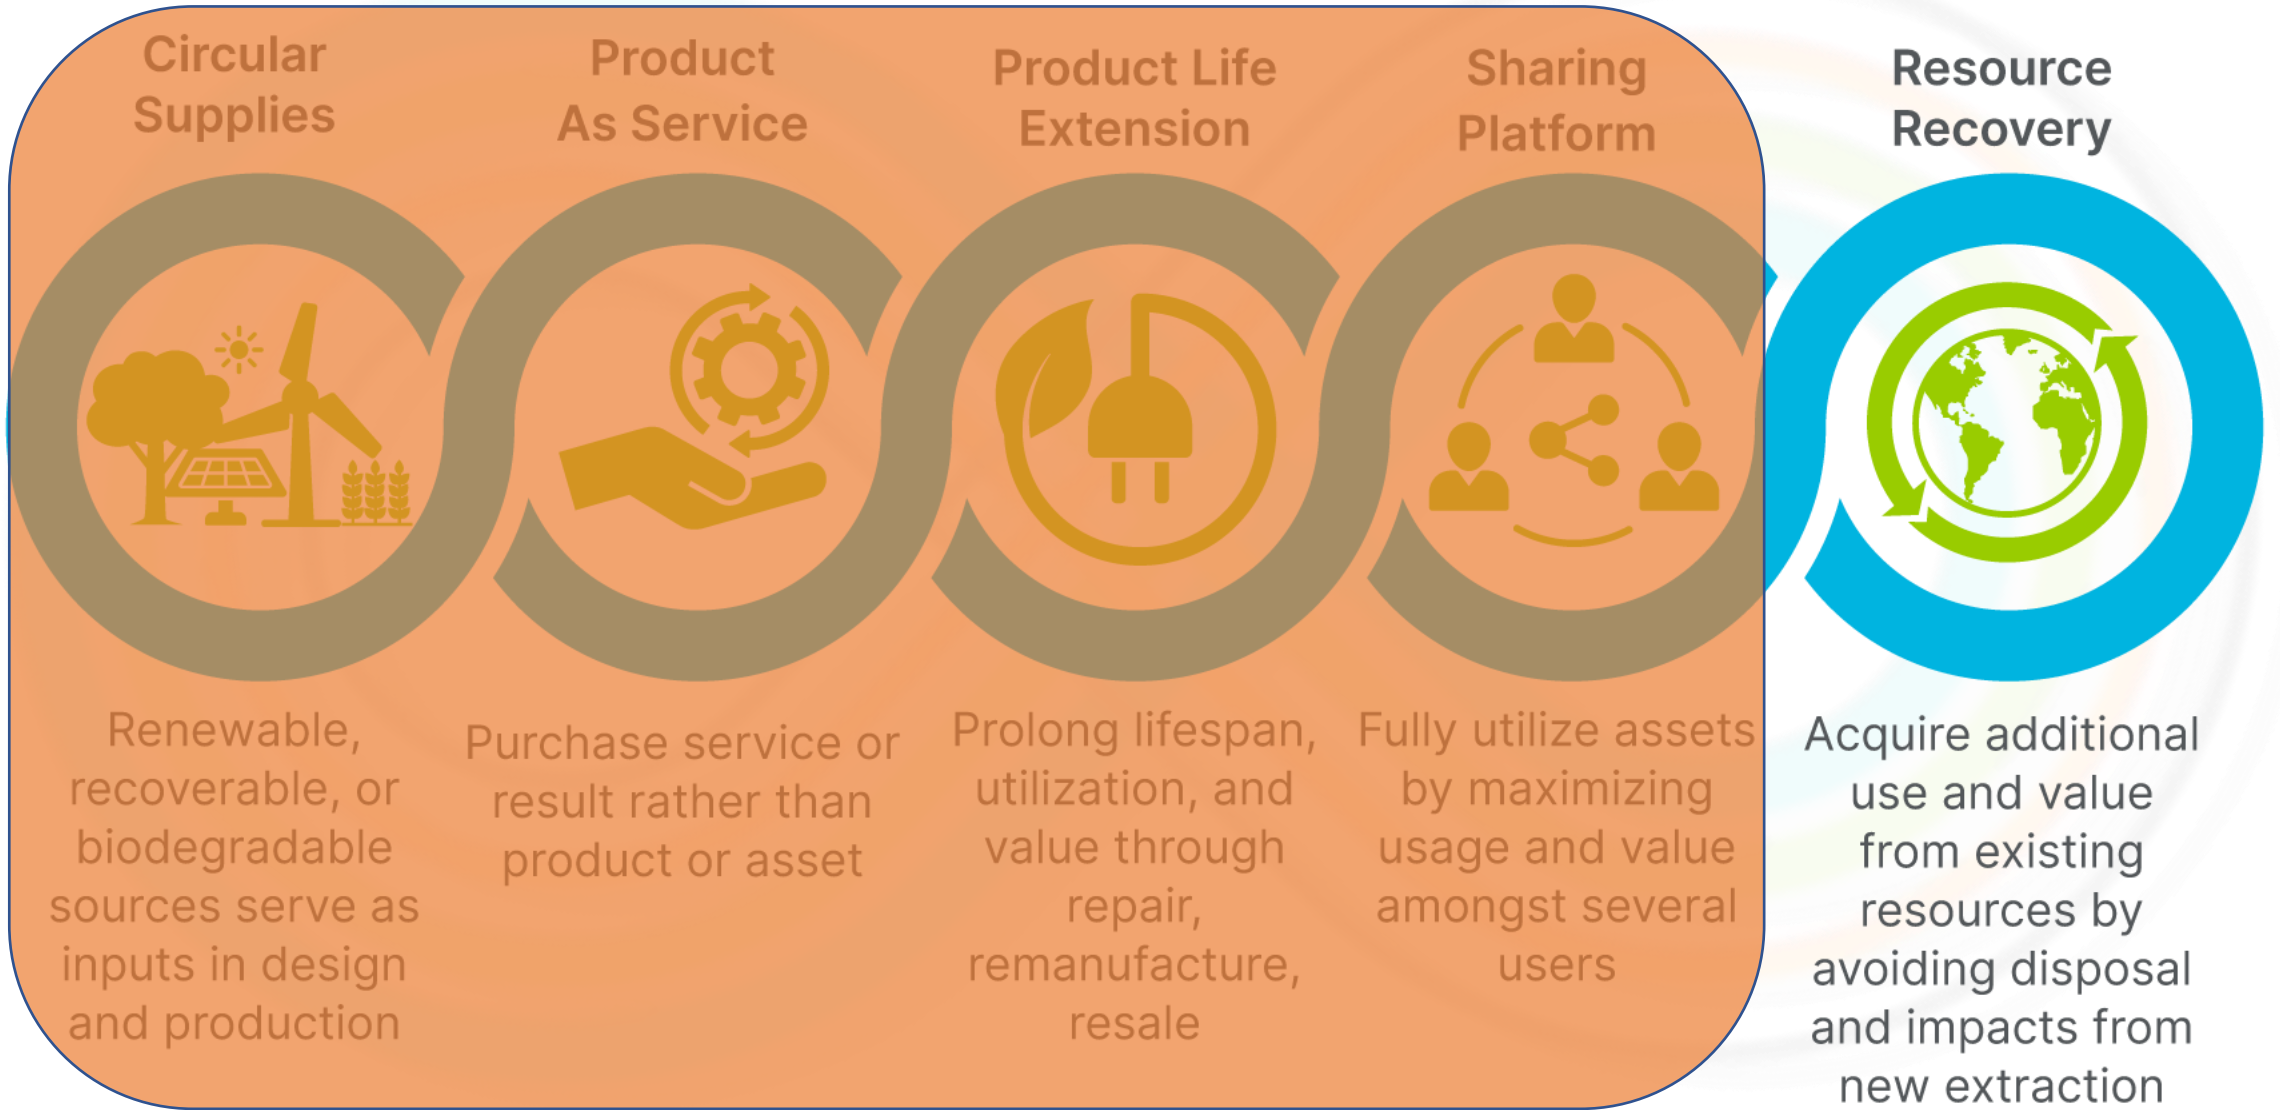 Circular
Supplies
Renewable,
recoverable, or
biodegradable
sources serve as
inputs in design
and production
Product
As Service
Purchase service or
result rather than
product or asset
Product Life
Extension
Prolong lifespan,
utilization, and
value through
repair,
remanufacture,
resale
Sharing
Platform
Fully utilize assets
by maximizing
usage and value
amongst several
users
Resource
Recovery
Acquire additional
use and value
from existing
resources by
avoiding disposal
and impacts from
new extraction